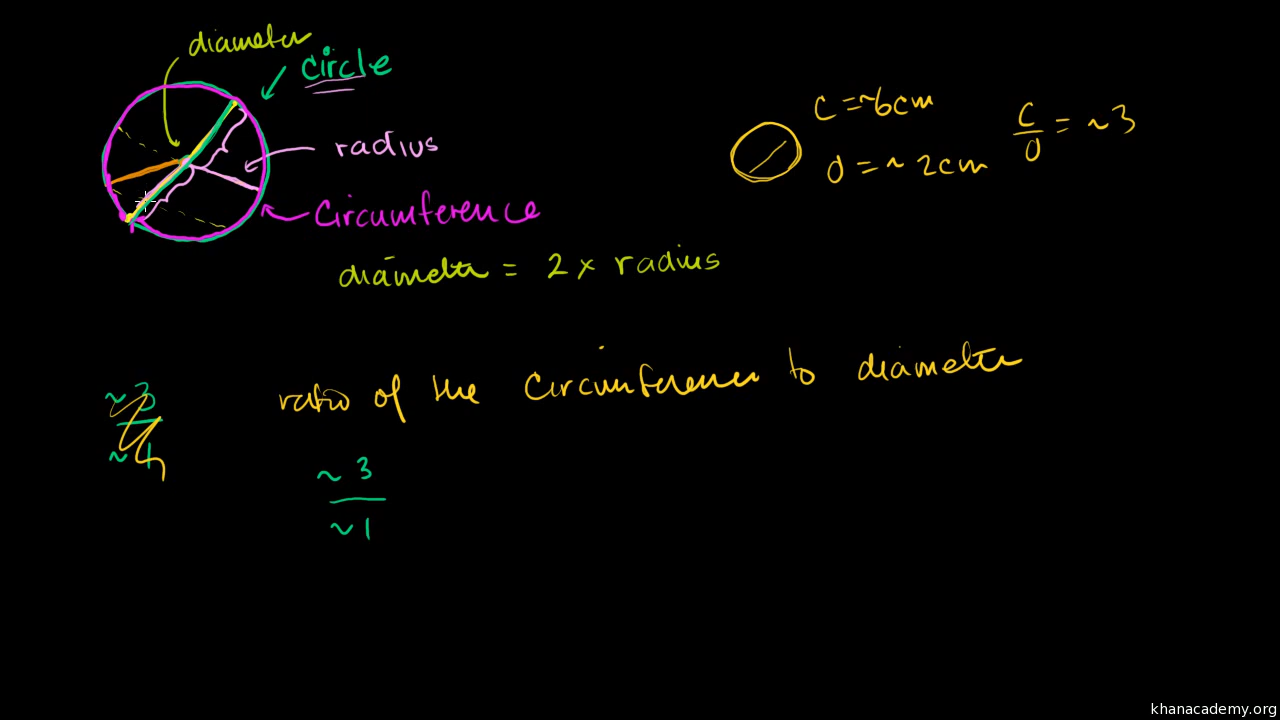 diameter
circle
radius
circumference
diameter = 2 x radius
c = ~6cm
d = ~ 2cm
c/d = ~3
ratio of the circumference to diameter
~3
~1
~ 3
~ 1
khanacademy.org